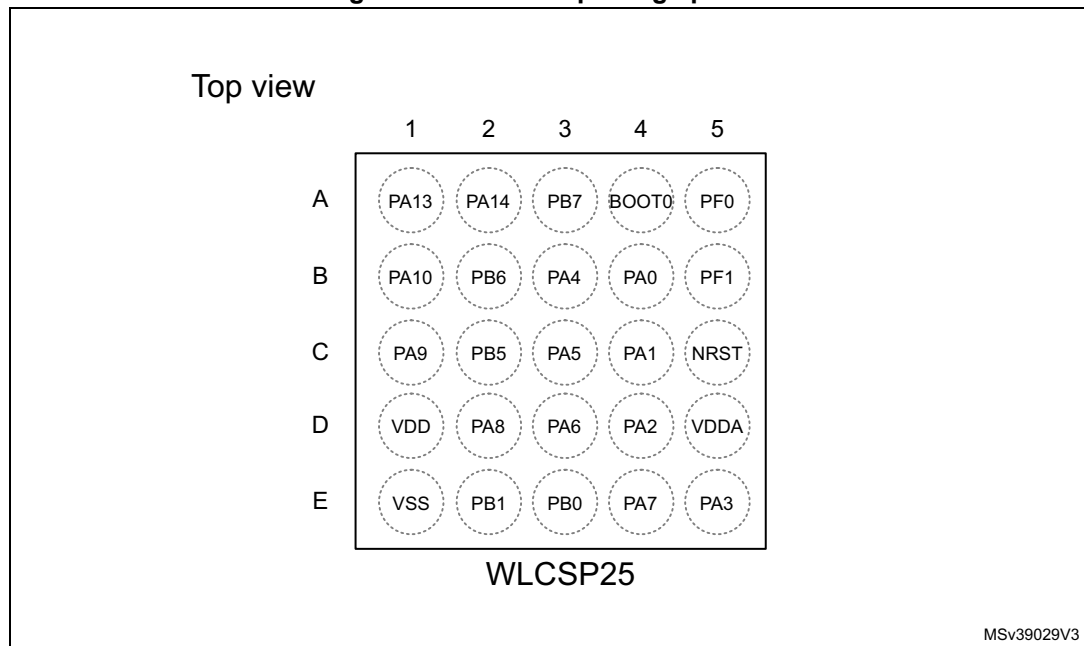 Top view
1 2 3 4 5
A PA13 PA14 PB7 BOOT0 PF0
B PA10 PB6 PA4 PA0 PF1
C PA9 PB5 PA5 PA1 NRST
D VDD PA8 PA6 PA2 VDDA
E VSS PB1 PB0 PA7 PA3
WLCSP25
MSv39029V3